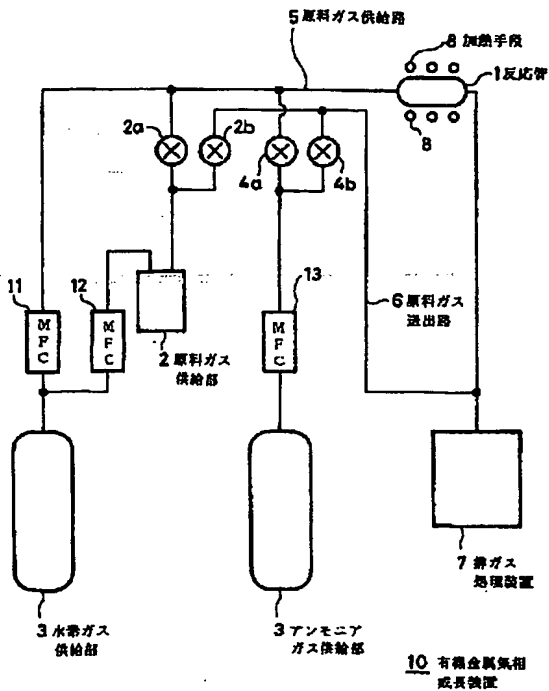 5 原料ガス供給路
8 加熱手段
1 反応管
2a
2b
4a
4b
8
11
12
13
MFC
MFC
MFC
6 原料ガス
送出路
2 原料ガス
供給部
7 排ガス
処理装置
3 水素ガス
供給部
3 アンモニア
ガス供給部
10 有機金属気相
成長装置